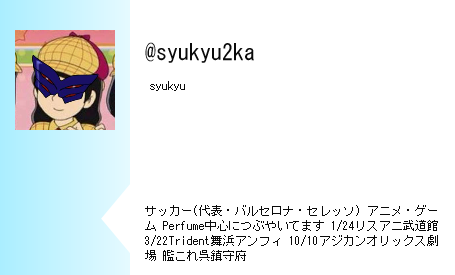 @syukyu2ka
syukyu
サッカー(代表・バルセロナ・セレッソ) アニメ・ゲー
ム Perfume中心につぶやいてます 1/24リスアニ武道館
3/22Trident舞浜アンフィ 10/10アジカンオリックス劇
場 艦これ呉鎮守府